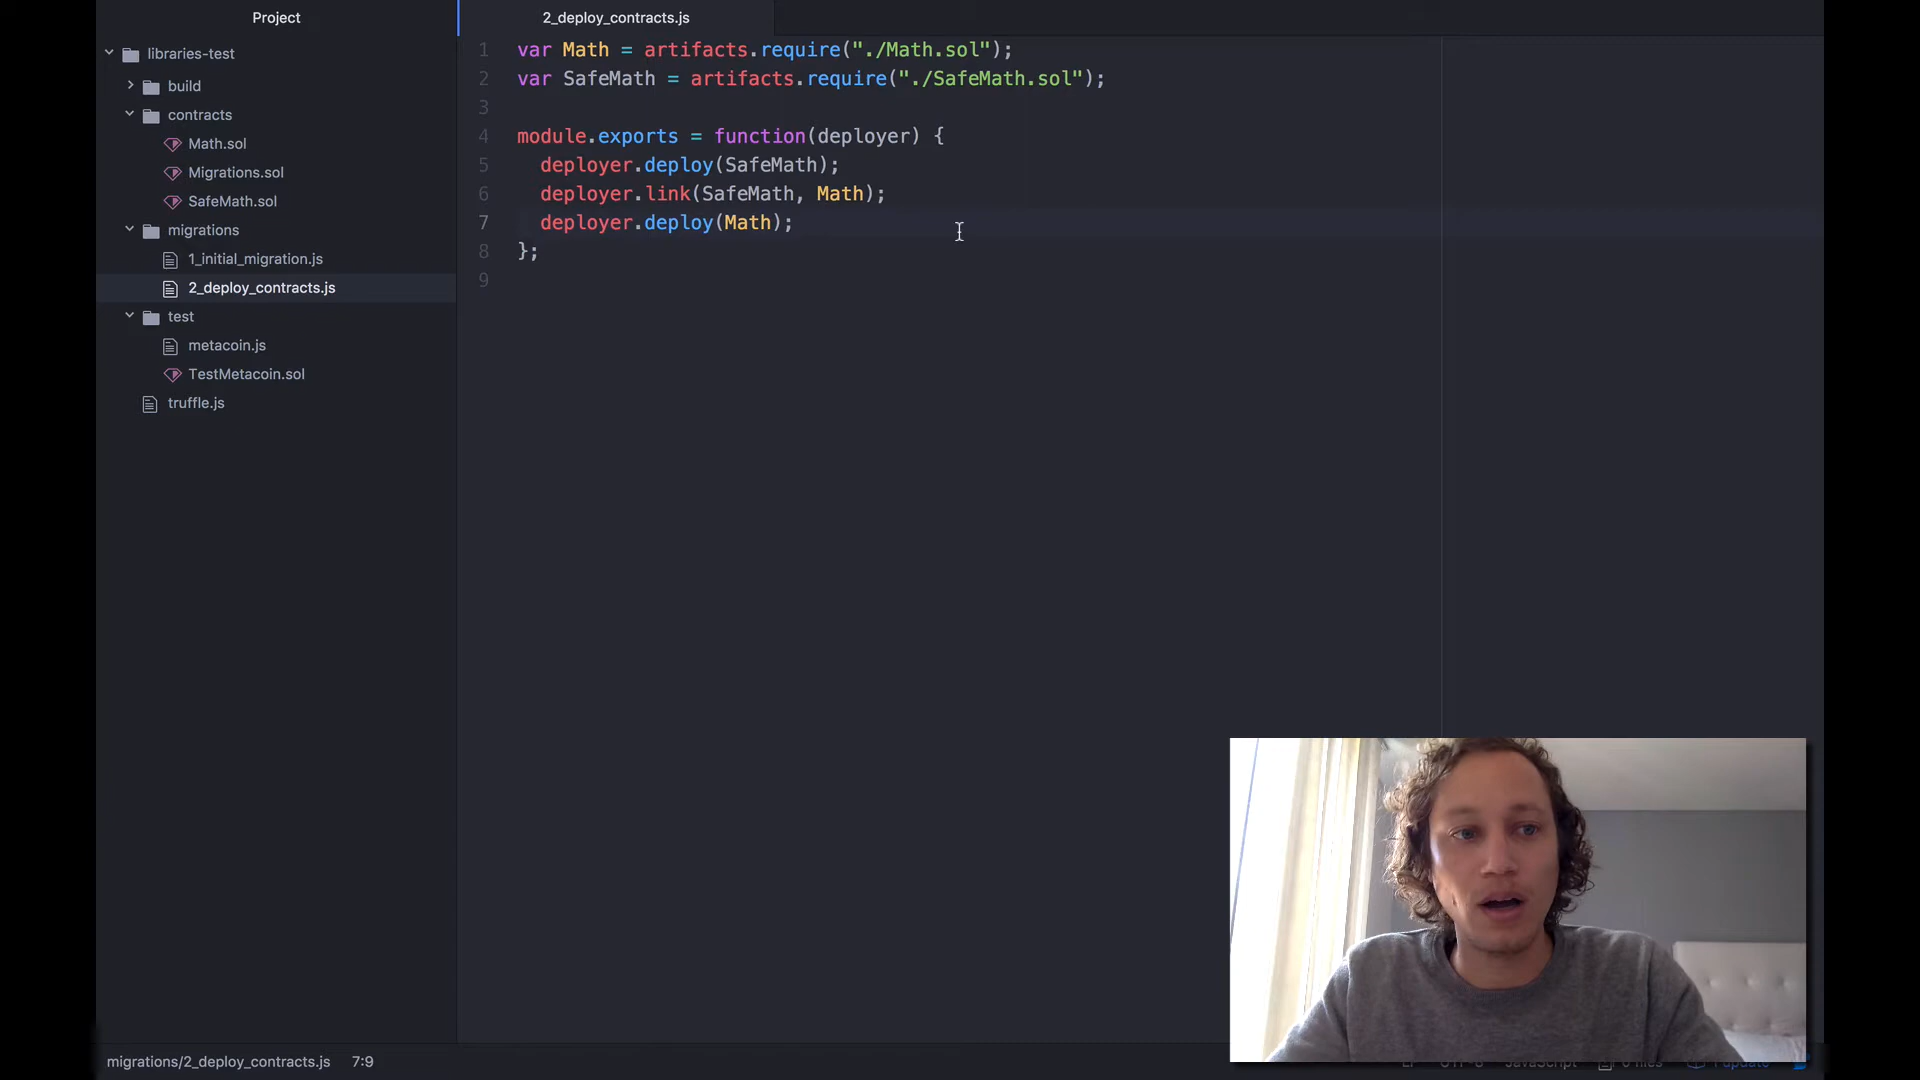 Project
libraries-test
build
contracts
Math.sol
Migrations.sol
SafeMath.sol
migrations
1_initial_migration.js
2_deploy_contracts.js
test
metacoin.js
TestMetacoin.sol
truffle.js
2_deploy_contracts.js
1 var Math = artifacts.require("./Math.sol");
2 var SafeMath = artifacts.require("./SafeMath.sol");
3
4 module.exports = function(deployer) {
5 deployer.deploy(SafeMath);
6 deployer.link(SafeMath, Math);
7 deployer.deploy(Math);
8 };
9
migrations/2_deploy_contracts.js 7:9